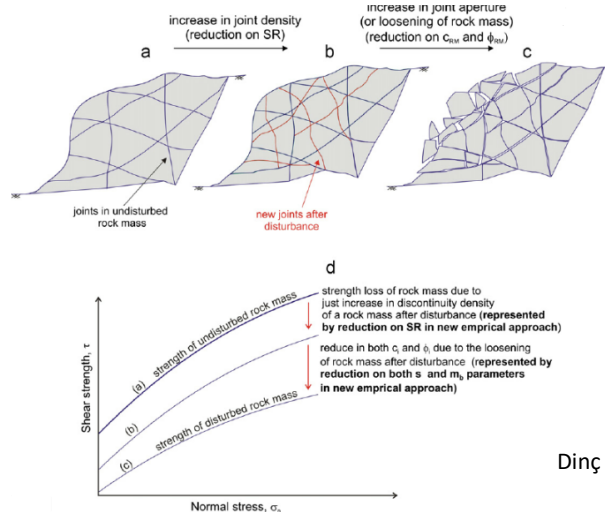 increase in joint density
(reduction on SR)
increase in joint aperture
(or loosening of rock mass)
(reduction on cRM and ϕRM)
a
b
c
joints in undisturbed
rock mass
new joints after
disturbance
d
strength loss of rock mass due to
just increase in discontinuity density
of a rock mass after disturbance (represented
by reduction on SR in new emprical approach)
reduce in both cj and ϕj due to the loosening
of rock mass after disturbance (represented by
reduction on both s and mb parameters
in new emprical approach)
(a) strength of undisturbed rock mass
(b)
(c) strength of disturbed rock mass
Shear strength, τ
Normal stress, σn
Dinç